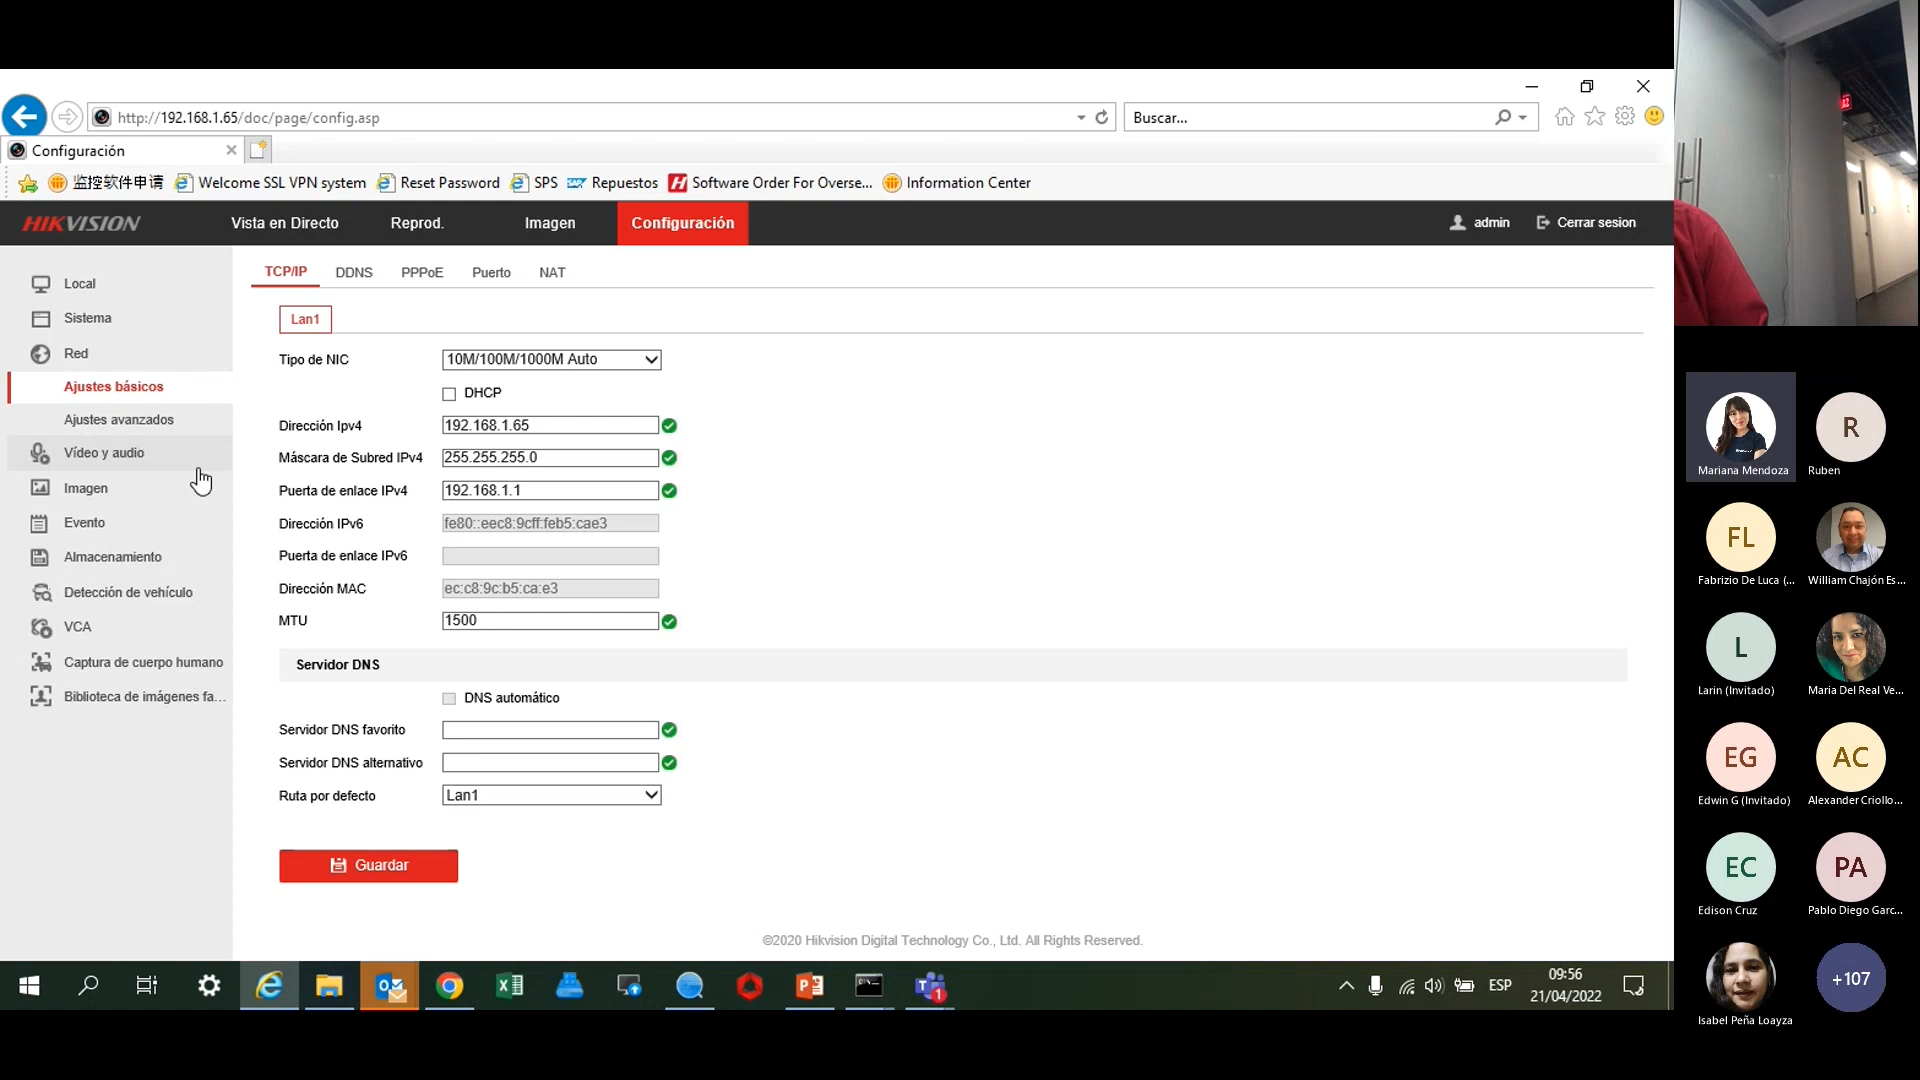 http://192.168.1.65/doc/page/config.asp
Buscar...
Configuración
监控软件申请 Welcome SSL VPN system Reset Password SPS Repuestos Software Order For Overse... Information Center
HIKVISION Vista en Directo Reprod. Imagen Configuración admin Cerrar sesion
Local
Sistema
Red
Ajustes básicos
Ajustes avanzados
Vídeo y audio
Imagen
Evento
Almacenamiento
Detección de vehículo
VCA
Captura de cuerpo humano
Biblioteca de imágenes fa...
TCP/IP DDNS PPPoE Puerto NAT
Lan1
Tipo de NIC 10M/100M/1000M Auto
DHCP
Dirección Ipv4 192.168.1.65
Máscara de Subred IPv4 255.255.255.0
Puerta de enlace IPv4 192.168.1.1
Dirección IPv6 fe80::eec8:9cff:feb5:cae3
Puerta de enlace IPv6
Dirección MAC ec:c8:9c:b5:ca:e3
MTU 1500
Servidor DNS
DNS automático
Servidor DNS favorito
Servidor DNS alternativo
Ruta por defecto Lan1
Guardar
©2020 Hikvision Digital Technology Co., Ltd. All Rights Reserved.
ESP
09:56
21/04/2022
Mariana Mendoza
R
Ruben
FL
Fabrizio De Luca (...
William Chajón Es...
L
Larin (Invitado)
Maria Del Real Ve...
EG
Edwin G (Invitado)
AC
Alexander Criollo...
EC
Edison Cruz
PA
Pablo Diego Garc...
Isabel Peña Loayza
+107